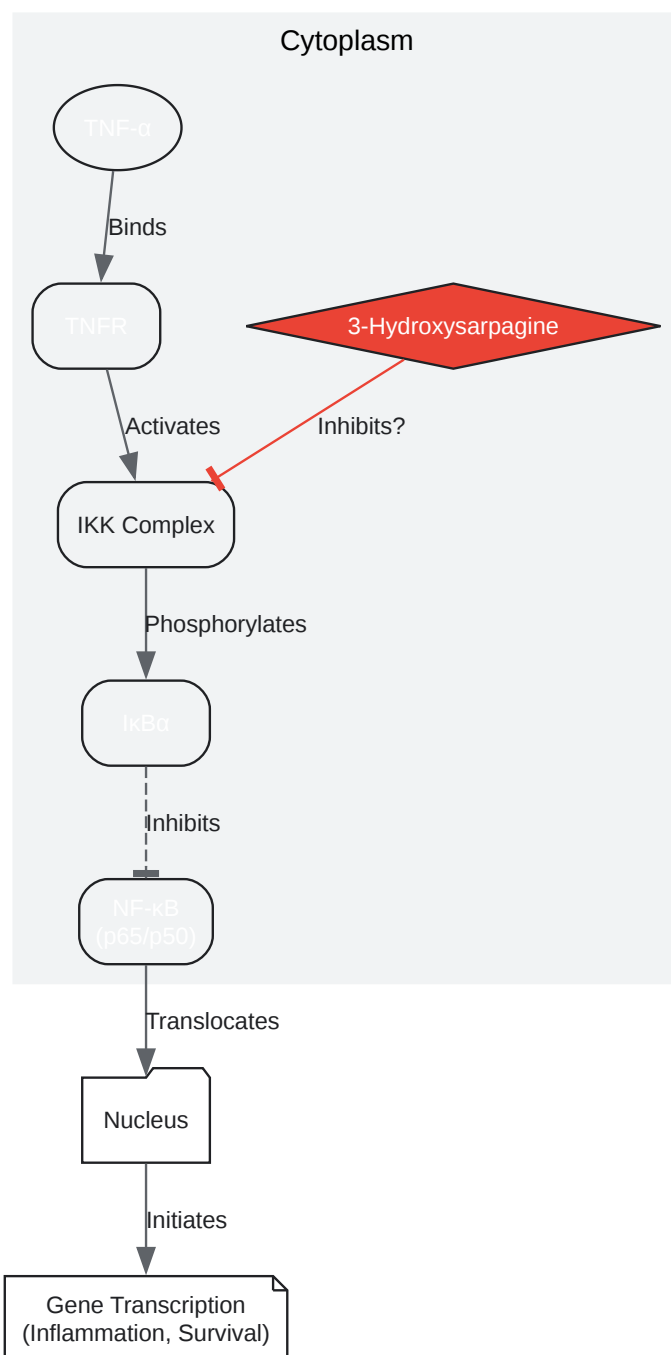 Cytoplasm
TNF-α
Binds
TNFR
3-Hydroxysarpagine
Activates
Inhibits?
IKK Complex
Phosphorylates
IκBα
Inhibits
NF-κB
(p65/p50)
Translocates
Nucleus
Initiates
Gene Transcription
(Inflammation, Survival)